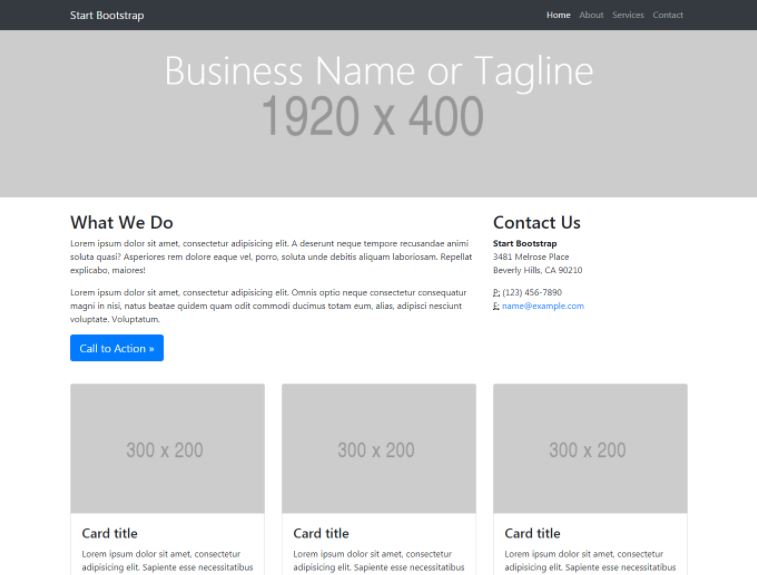 Start Bootstrap
Home About Services Contact
Business Name or Tagline
1920 x 400
What We Do
Lorem ipsum dolor sit amet, consectetur adipisicing elit. A deserunt neque tempore recusandae animi
soluta quasi? Asperiores rem dolore eaque vel, porro, soluta unde debitis aliquam laboriosam. Repellat
explicabo, maiores!
Lorem ipsum dolor sit amet, consectetur adipisicing elit. Omnis optio neque consectetur consequatur
magni in nisi, natus beatae quidem quam odit commodi ducimus totam eum, alias, adipisci nesciunt
voluptate. Voluptatum.
Call to Action »
Contact Us
Start Bootstrap
3481 Melrose Place
Beverly Hills, CA 90210
P: (123) 456-7890
E: name@example.com
300 x 200
Card title
Lorem ipsum dolor sit amet, consectetur
adipisicing elit. Sapiente esse necessitatibus
300 x 200
Card title
Lorem ipsum dolor sit amet, consectetur
adipisicing elit. Sapiente esse necessitatibus
300 x 200
Card title
Lorem ipsum dolor sit amet, consectetur
adipisicing elit. Sapiente esse necessitatibus